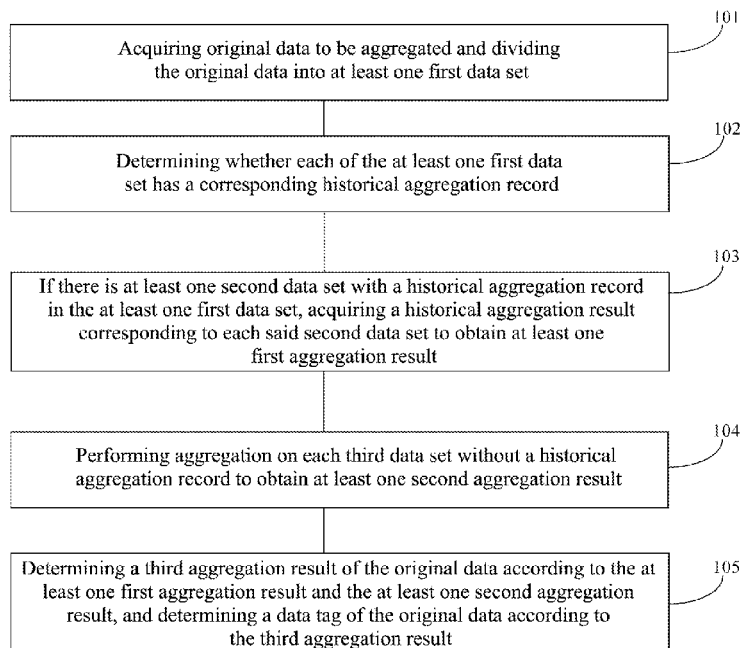 101
Acquiring original data to be aggregated and dividing
the original data into at least one first data set
102
Determining whether each of the at least one first data
set has a corresponding historical aggregation record
103
If there is at least one second data set with a historical aggregation record
in the at least one first data set, acquiring a historical aggregation result
corresponding to each said second data set to obtain at least one
first aggregation result
104
Performing aggregation on each third data set without a historical
aggregation record to obtain at least one second aggregation result
105
Determining a third aggregation result of the original data according to the at
least one first aggregation result and the at least one second aggregation
result, and determining a data tag of the original data according to
the third aggregation result